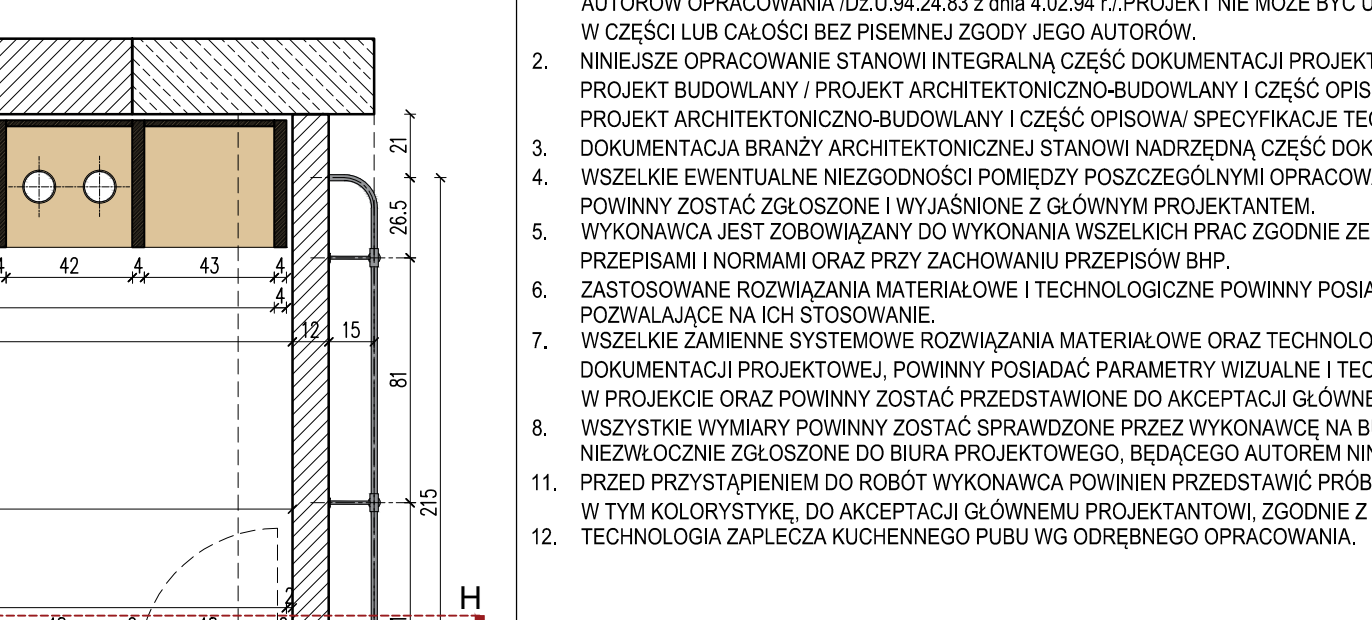 AUTORÓW OPRACOWANIA /Dz.U.94.24.83 z dnia 4.02.94 r./.PROJEKT NIE MOŻE BYĆ
W CZĘŚCI LUB CAŁOŚCI BEZ PISEMNEJ ZGODY JEGO AUTORÓW.
2. NINIEJSZE OPRACOWANIE STANOWI INTEGRALNĄ CZĘŚĆ DOKUMENTACJI PROJEKT
PROJEKT BUDOWLANY / PROJEKT ARCHITEKTONICZNO-BUDOWLANY I CZĘŚĆ OPIS
PROJEKT ARCHITEKTONICZNO-BUDOWLANY I CZĘŚĆ OPISOWA/ SPECYFIKACJE TEC
3. DOKUMENTACJA BRANŻY ARCHITEKTONICZNEJ STANOWI NADRZĘDNĄ CZĘŚĆ DOK
4. WSZELKIE EWENTUALNE NIEZGODNOŚCI POMIĘDZY POSZCZEGÓLNYMI OPRACOWA
POWINNY ZOSTAĆ ZGŁOSZONE I WYJAŚNIONE Z GŁÓWNYM PROJEKTANTEM.
5. WYKONAWCA JEST ZOBOWIĄZANY DO WYKONANIA WSZELKICH PRAC ZGODNIE ZE
PRZEPISAMI I NORMAMI ORAZ PRZY ZACHOWANIU PRZEPISÓW BHP.
6. ZASTOSOWANE ROZWIĄZANIA MATERIAŁOWE I TECHNOLOGICZNE POWINNY POSIA
POZWALAJĄCE NA ICH STOSOWANIE.
7. WSZELKIE ZAMIENNE SYSTEMOWE ROZWIĄZANIA MATERIAŁOWE ORAZ TECHNOLO
DOKUMENTACJI PROJEKTOWEJ, POWINNY POSIADAĆ PARAMETRY WIZUALNE I TEC
W PROJEKCIE ORAZ POWINNY ZOSTAĆ PRZEDSTAWIONE DO AKCEPTACJI GŁÓWNE
8. WSZYSTKIE WYMIARY POWINNY ZOSTAĆ SPRAWDZONE PRZEZ WYKONAWCĘ NA B
NIEZWŁOCZNIE ZGŁOSZONE DO BIURA PROJEKTOWEGO, BĘDĄCEGO AUTOREM NIN
11. PRZED PRZYSTĄPIENIEM DO ROBÓT WYKONAWCA POWINIEN PRZEDSTAWIĆ PRÓB
W TYM KOLORYSTYKĘ, DO AKCEPTACJI GŁÓWNEMU PROJEKTANTOWI, ZGODNIE Z
12. TECHNOLOGIA ZAPLECZA KUCHENNEGO PUBU WG ODRĘBNEGO OPRACOWANIA.
21
26.5
4 42 4 43 4
4
12 15
81
215
2
H